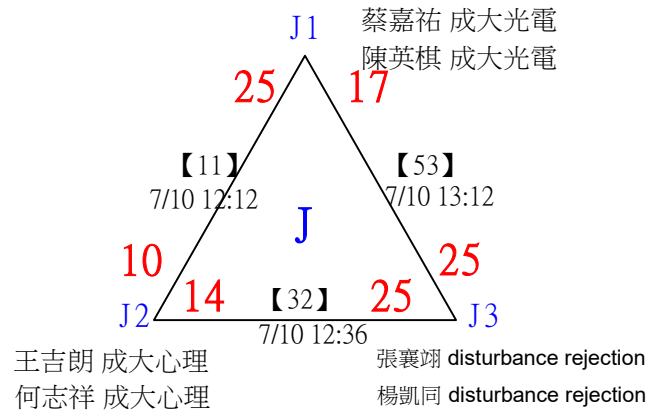 J1
蔡嘉祐 成大光電
陳英棋 成大光電
25
17
【11】
7/10 12:12
【53】
7/10 13:12
J
10
25
14
【32】
25
J2
J3
7/10 12:36
王吉朗 成大心理
何志祥 成大心理
張襄翊 disturbance rejection
楊凱同 disturbance rejection